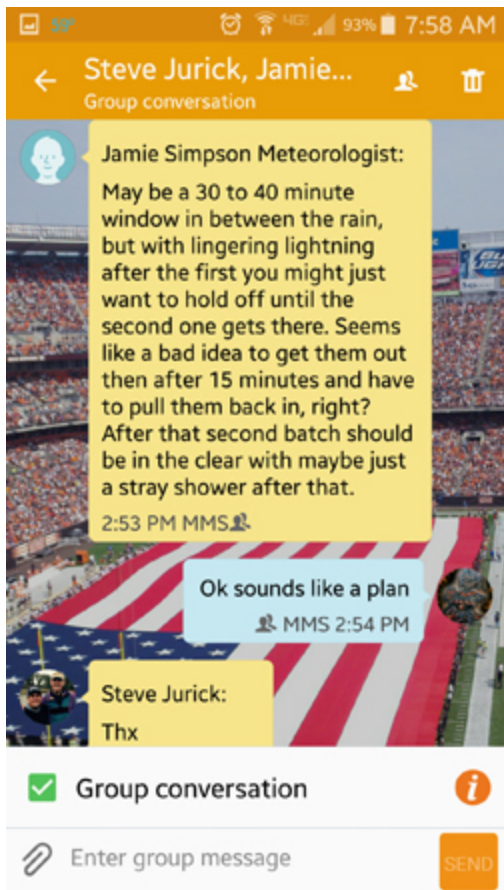 59° 4G LTE 93% 7:58 AM
Steve Jurick, Jamie...
Group conversation
Jamie Simpson Meteorologist:
May be a 30 to 40 minute
window in between the rain,
but with lingering lightning
after the first you might just
want to hold off until the
second one gets there. Seems
like a bad idea to get them out
then after 15 minutes and have
to pull them back in, right?
After that second batch should
be in the clear with maybe just
a stray shower after that.
2:53 PM MMS
Ok sounds like a plan
MMS 2:54 PM
Steve Jurick:
Thx
Group conversation
Enter group message
SEND